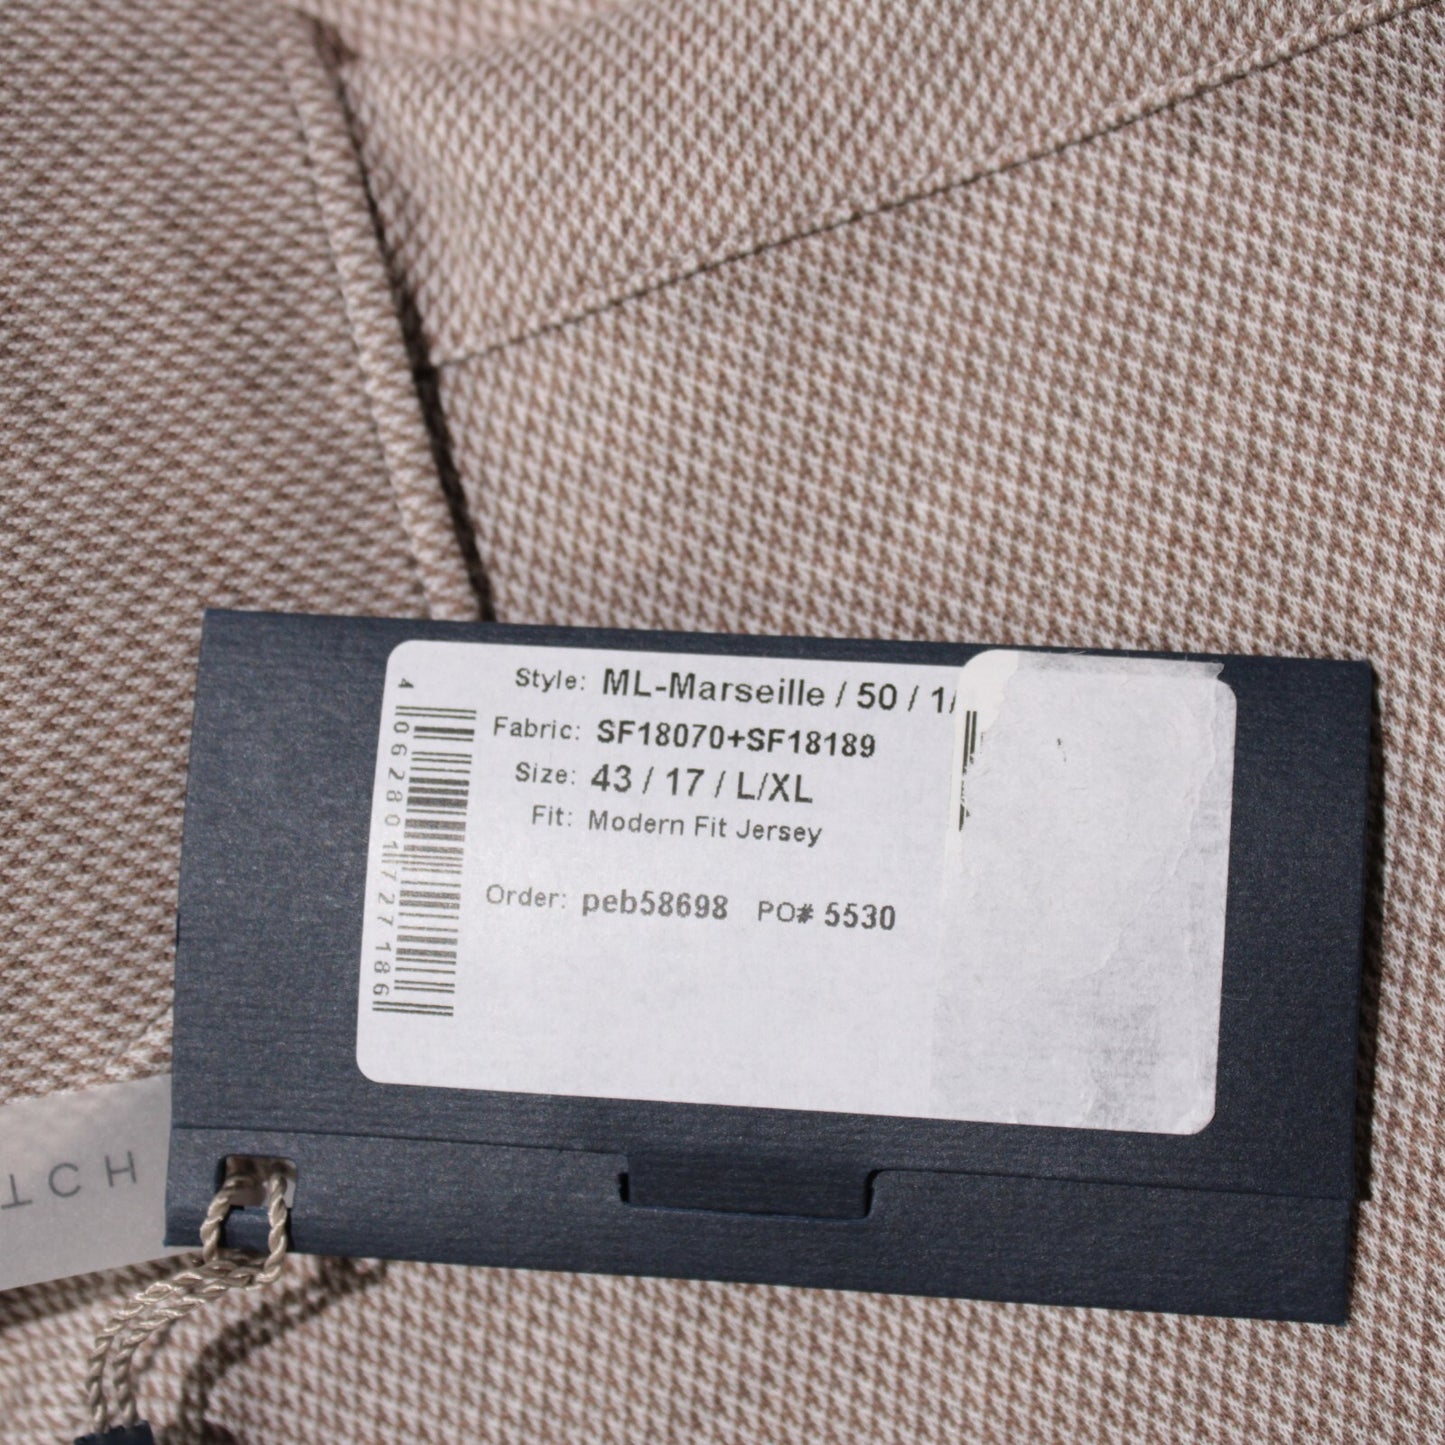 Style: ML-Marseille / 50 / 1/
Fabric: SF18070+SF18189
Size: 43 / 17 / L/XL
Fit: Modern Fit Jersey
Order: peb58698 PO# 5530
4 062801 727186
TCH